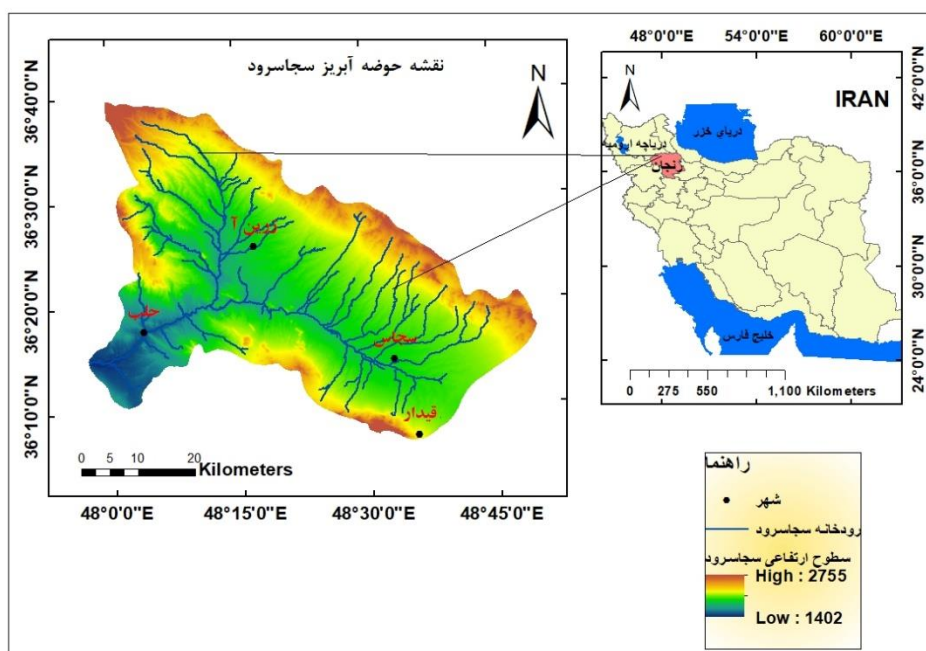 نقشه حوضه آبریز سجاسرود
N
36°40'0"N
36°30'0"N
36°20'0"N
36°10'0"N
زرین آ
حلب
سجاس
قیدار
0 5 10 20
Kilometers
48°0'0"E 48°15'0"E 48°30'0"E 48°45'0"E
48°0'0"E 54°0'0"E 60°0'0"E
N
IRAN
دریای خزر
دریاچه ارومیه
زنجان
خلیج فارس
42°0'0"N
36°0'0"N
30°0'0"N
24°0'0"N
0 275 550 1,100 Kilometers
راهنما
شهر
رودخانه سجاسرود
سطوح ارتفاعی سجاسرود
High : 2755
Low : 1402